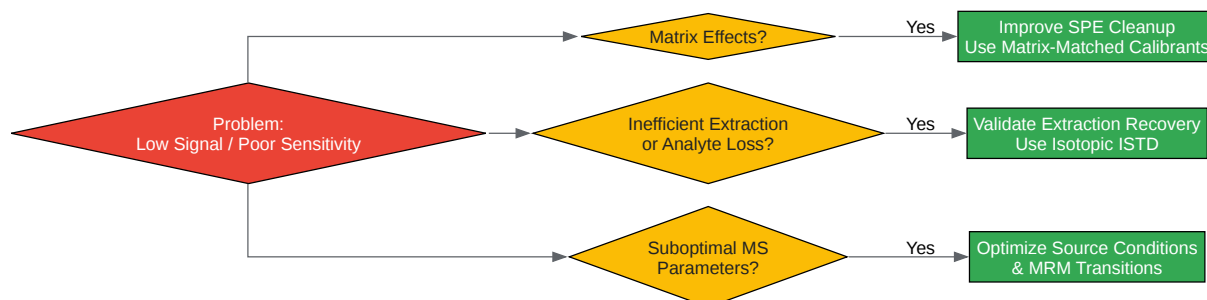 Matrix Effects?
Yes
Improve SPE Cleanup
Use Matrix-Matched Calibrants
Problem:
Low Signal / Poor Sensitivity
Inefficient Extraction
or Analyte Loss?
Yes
Validate Extraction Recovery
Use Isotopic ISTD
Suboptimal MS
Parameters?
Yes
Optimize Source Conditions
& MRM Transitions